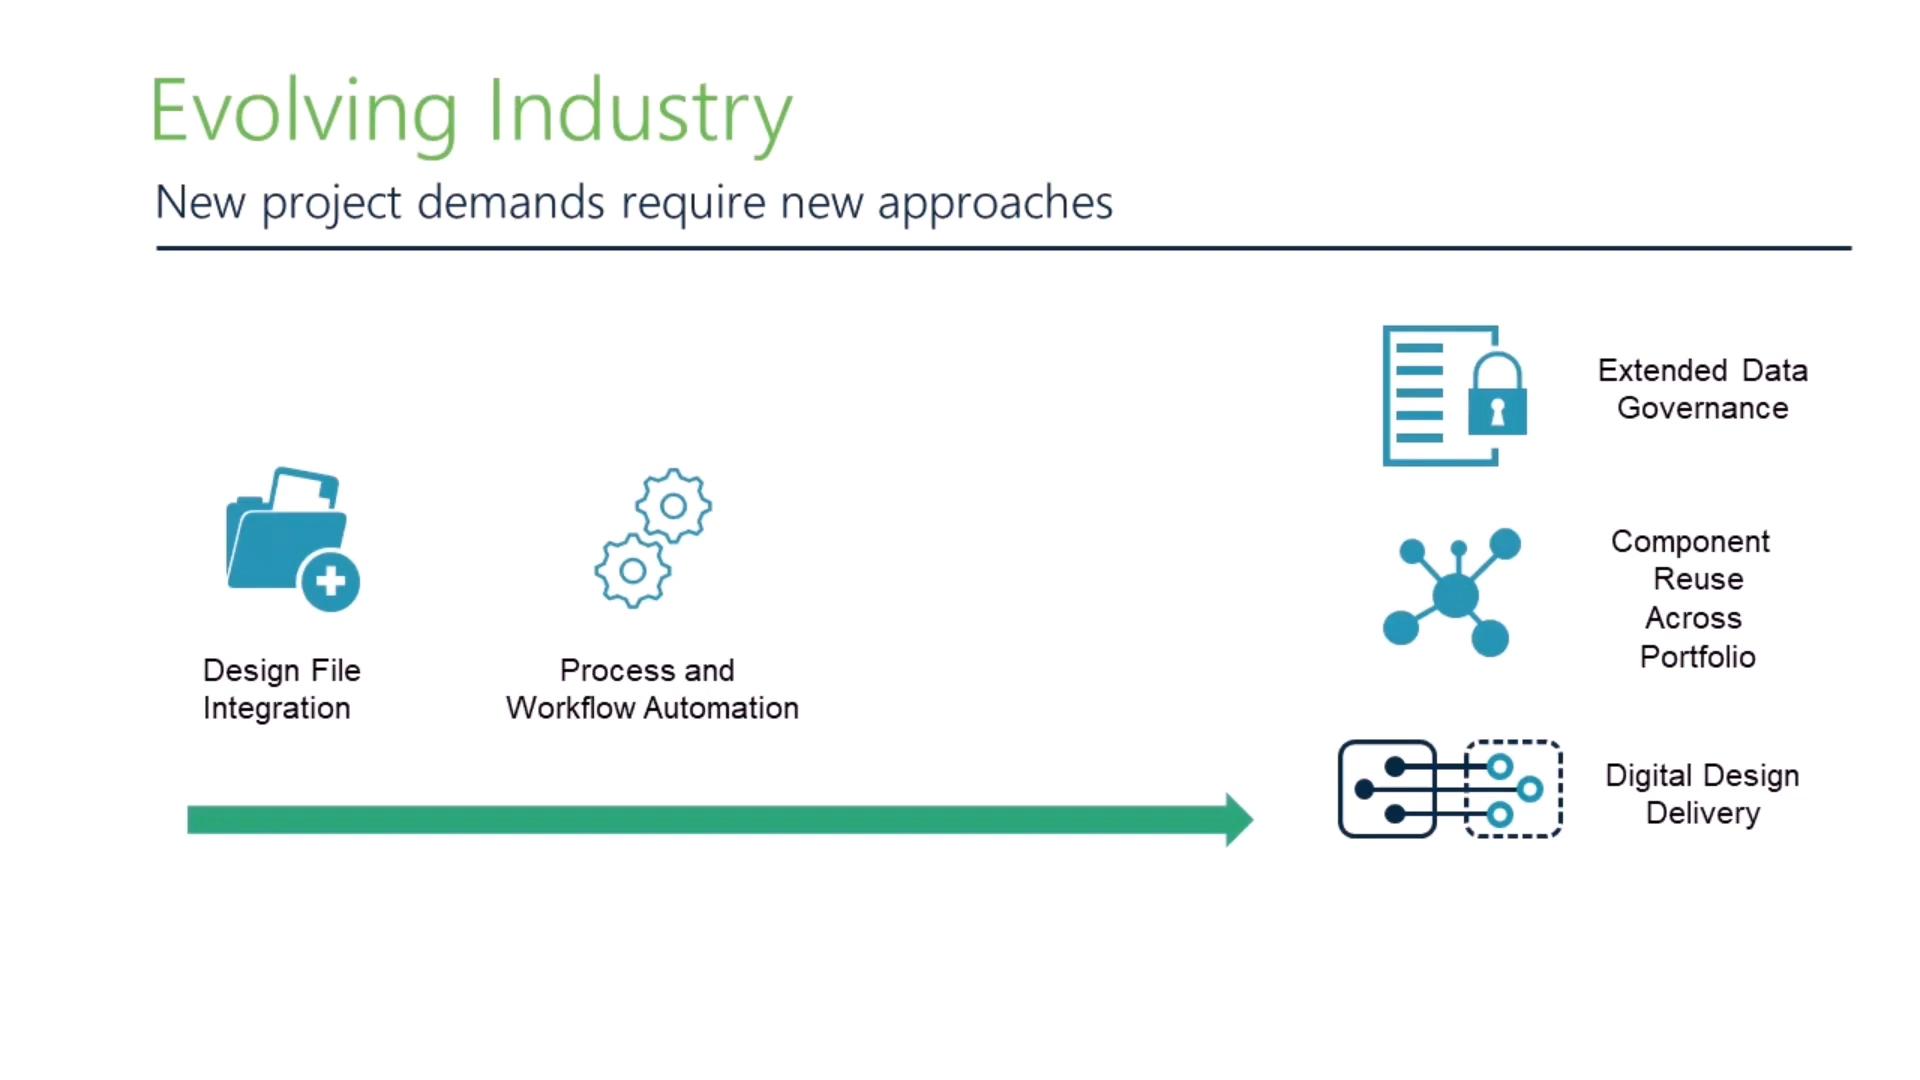 Evolving Industry
New project demands require new approaches
Design File
Integration
Process and
Workflow Automation
Extended Data
Governance
Component
Reuse
Across
Portfolio
Digital Design
Delivery